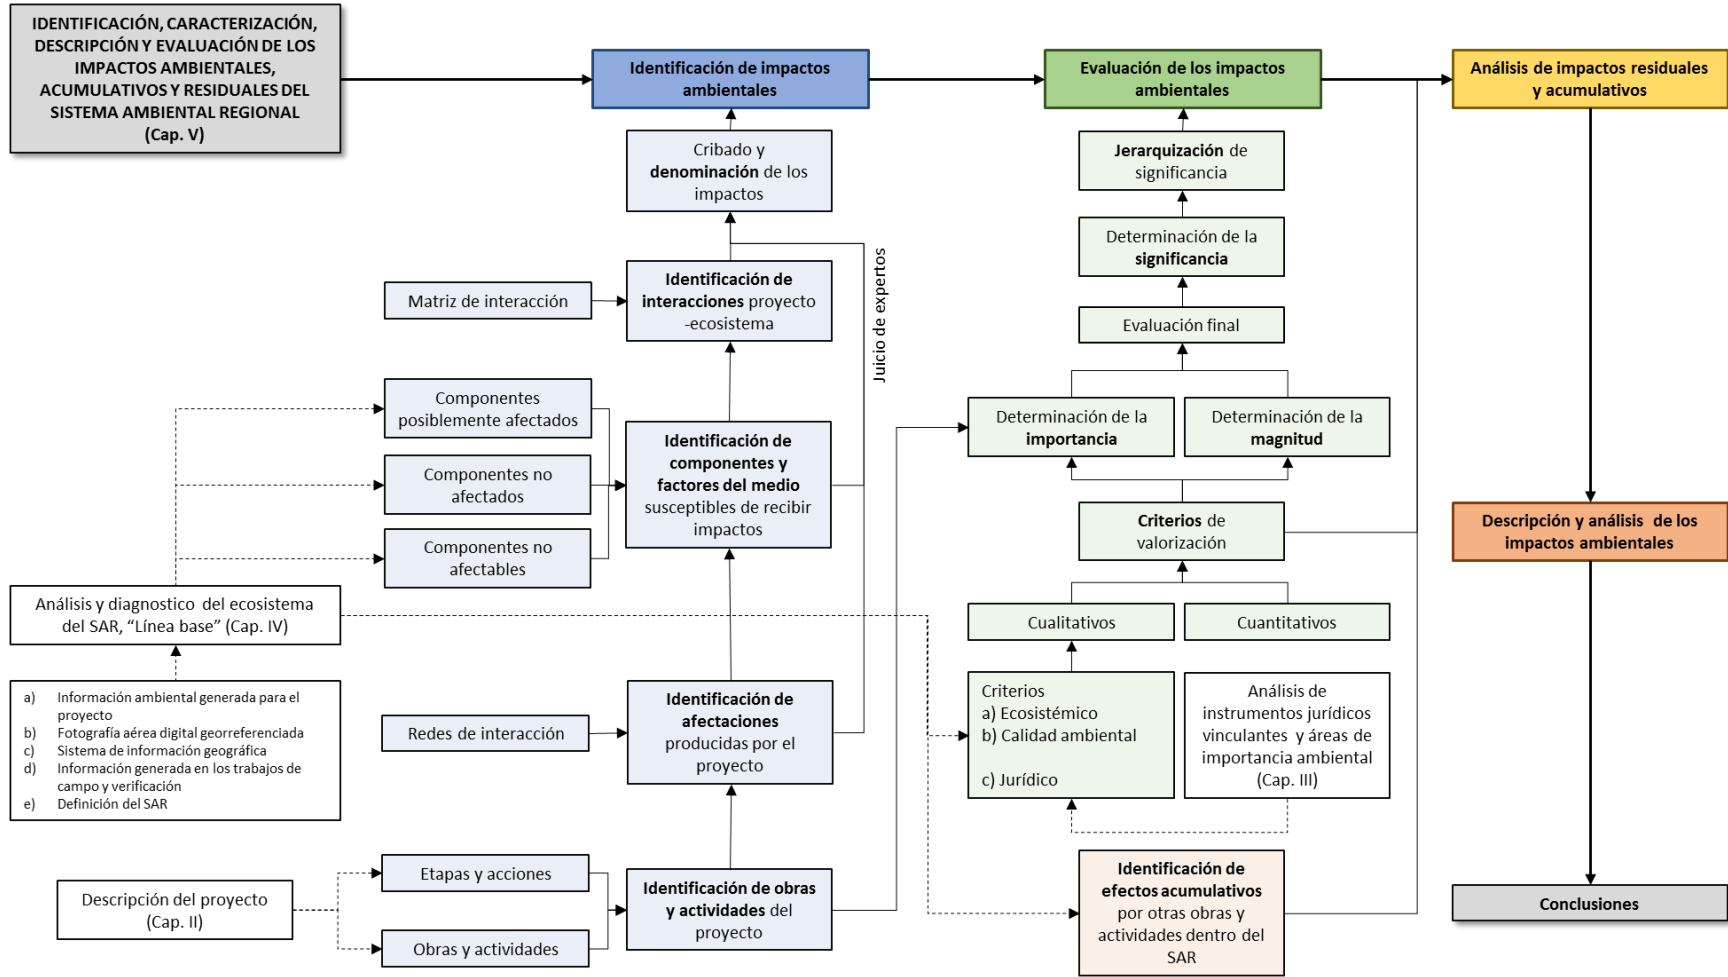 IDENTIFICACIÓN, CARACTERIZACIÓN,
DESCRIPCIÓN Y EVALUACIÓN DE LOS
IMPACTOS AMBIENTALES,
ACUMULATIVOS Y RESIDUALES DEL
SISTEMA AMBIENTAL REGIONAL
(Cap. V)
Identificación de impactos
ambientales
Evaluación de los impactos
ambientales
Análisis de impactos residuales
y acumulativos
Cribado y
denominación de los
impactos
Jerarquización de
significancia
Determinación de la
significancia
Juicio de expertos
Identificación de
interacciones proyecto
-ecosistema
Matriz de interacción
Evaluación final
Componentes
posiblemente afectados
Componentes no
afectados
Componentes no
afectables
Identificación de
componentes y
factores del medio
susceptibles de recibir
impactos
Determinación de la
importancia
Determinación de la
magnitud
Criterios de
valorización
Descripción y análisis  de los
impactos ambientales
Análisis y diagnostico  del ecosistema
del SAR, “Línea base” (Cap. IV)
Cualitativos
Cuantitativos
a) Información ambiental generada para el
proyecto
b) Fotografía aérea digital georreferenciada
c) Sistema de información geográfica
d) Información generada en los trabajos de
campo y verificación
e) Definición del SAR
Redes de interacción
Identificación de
afectaciones
producidas por el
proyecto
Criterios
a) Ecosistémico
b) Calidad ambiental
c) Jurídico
Análisis de
instrumentos jurídicos
vinculantes  y áreas de
importancia ambiental
(Cap. III)
Descripción del proyecto
(Cap. II)
Etapas y acciones
Obras y actividades
Identificación de obras
y actividades del
proyecto
Identificación de
efectos acumulativos
por otras obras y
actividades dentro del
SAR
Conclusiones